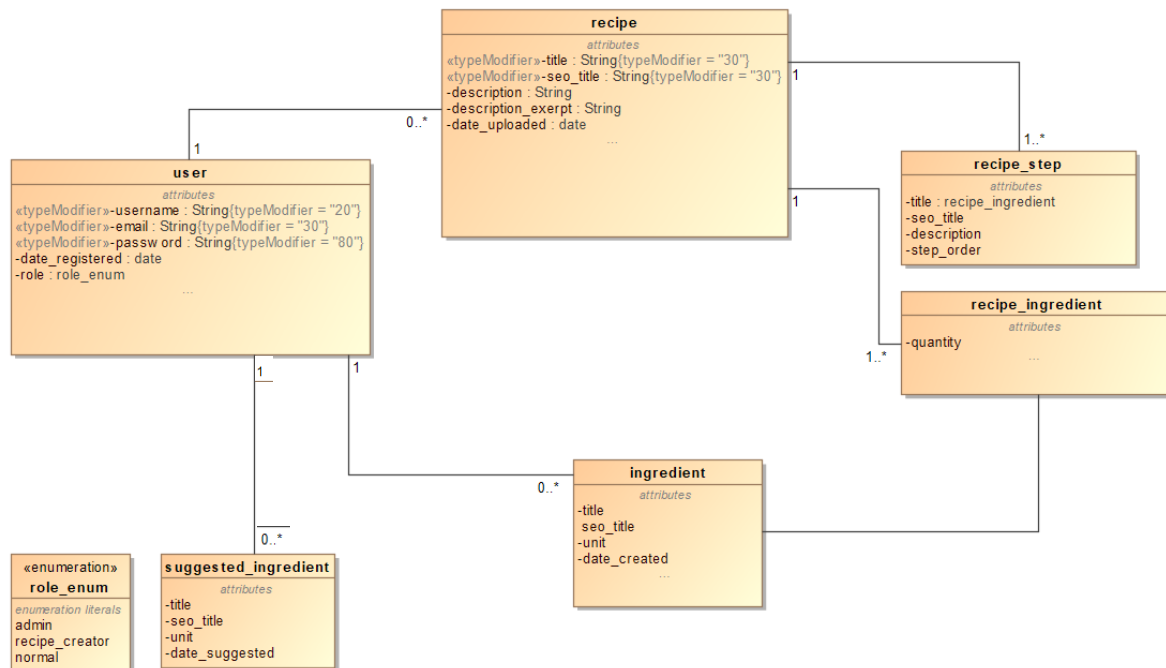 recipe
attributes
«typeModifier»-title : String{typeModifier = "30"}
«typeModifier»-seo_title : String{typeModifier = "30"}
-description : String
-description_exerpt : String
-date_uploaded : date
...
1
1
0..*
1
1..*
user
attributes
«typeModifier»-username : String{typeModifier = "20"}
«typeModifier»-email : String{typeModifier = "30"}
«typeModifier»-password : String{typeModifier = "80"}
-date_registered : date
-role : role_enum
...
recipe_step
attributes
-title : recipe_ingredient
-seo_title
-description
-step_order
recipe_ingredient
attributes
-quantity
...
1..*
1
1
0..*
ingredient
attributes
-title
seo_title
-unit
-date_created
...
0..*
«enumeration»
role_enum
enumeration literals
admin
recipe_creator
normal
suggested_ingredient
attributes
-title
-seo_title
-unit
-date_suggested